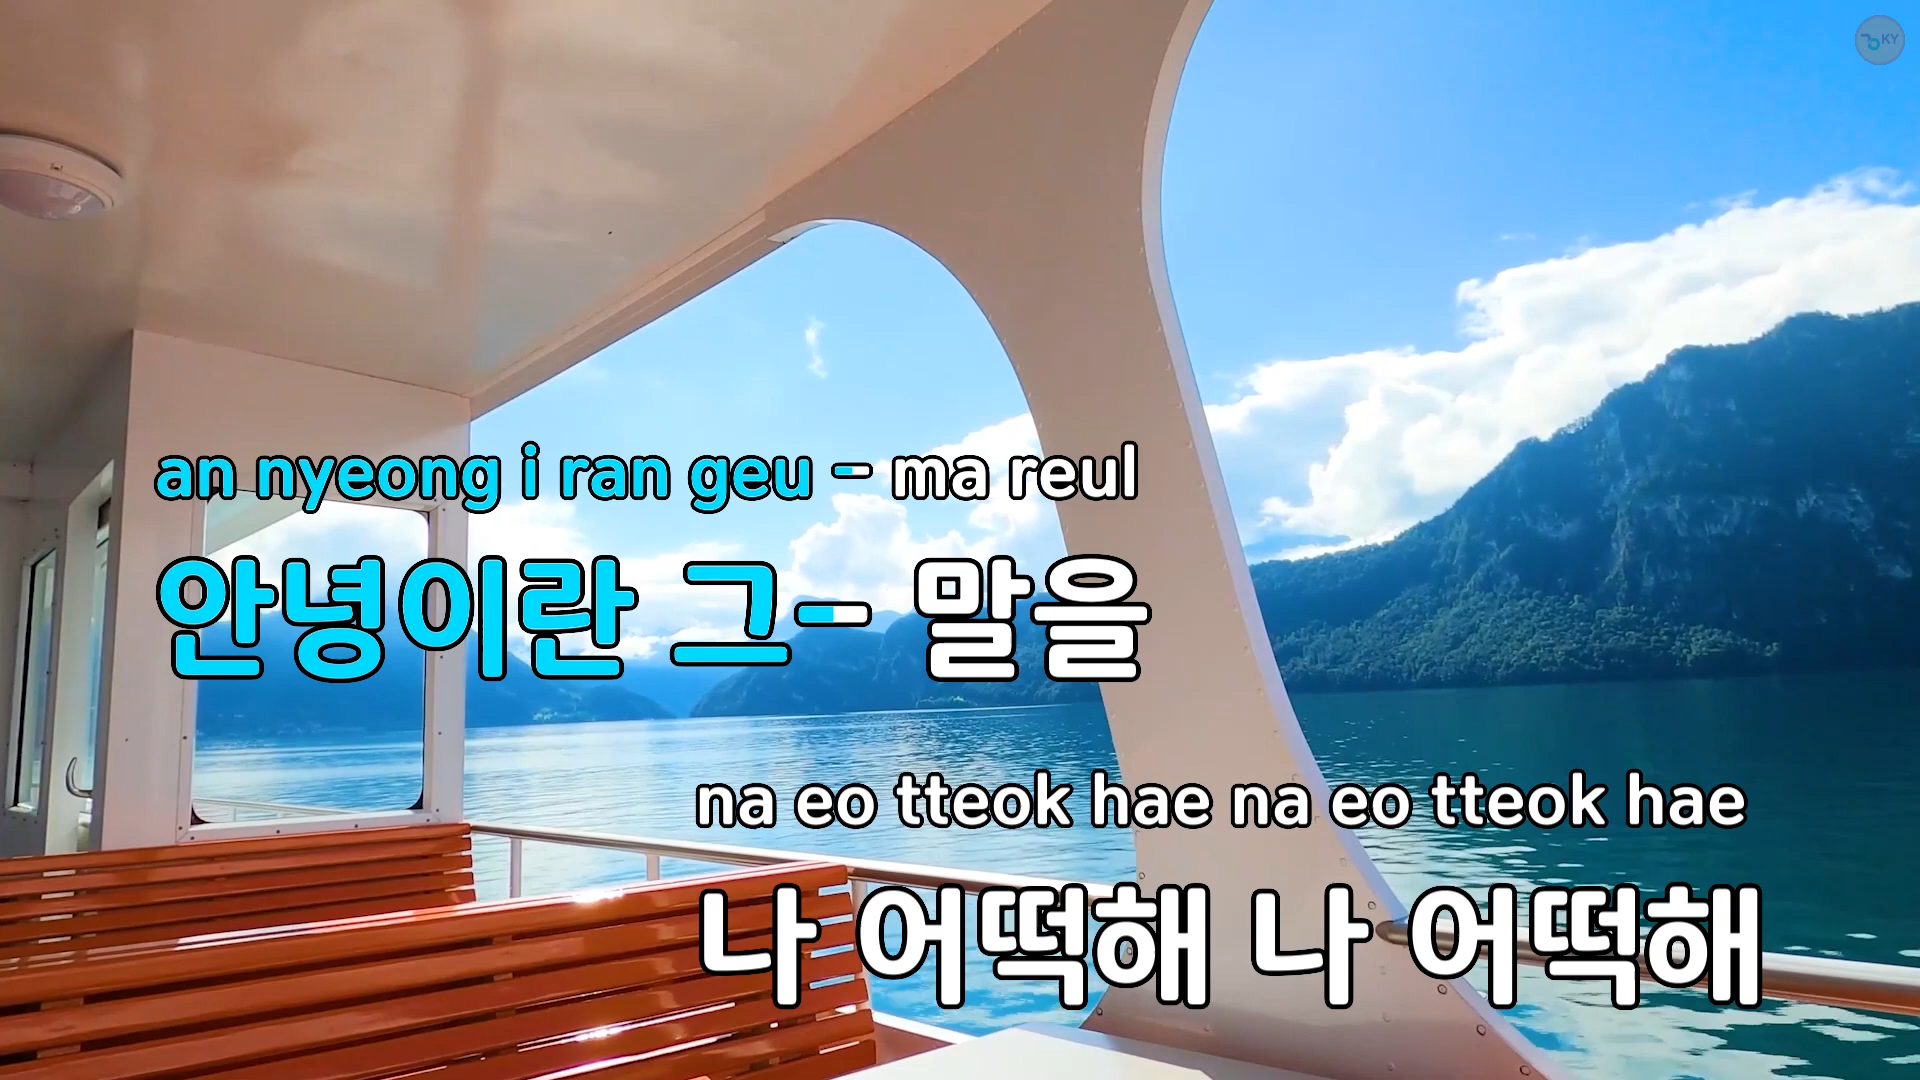 KY
an nyeong i ran geu - ma reul
안녕이란 그- 말을
na eo tteok hae na eo tteok hae
나 어떡해 나 어떡해